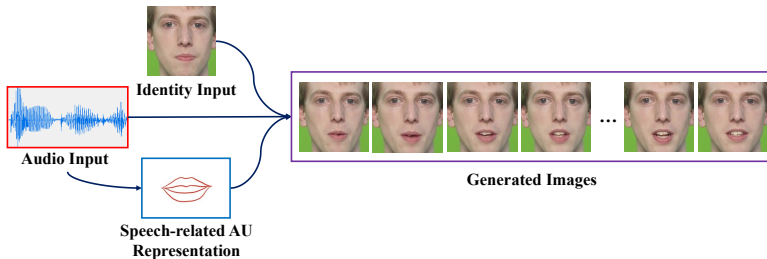 Identity Input
Audio Input
Speech-related AU
Representation
...
Generated Images